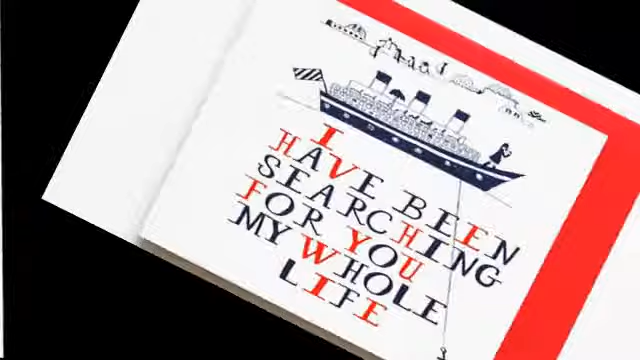 I
HAVE BEEN
SEARCHING
FOR YOU
MY WHOLE
LIFE